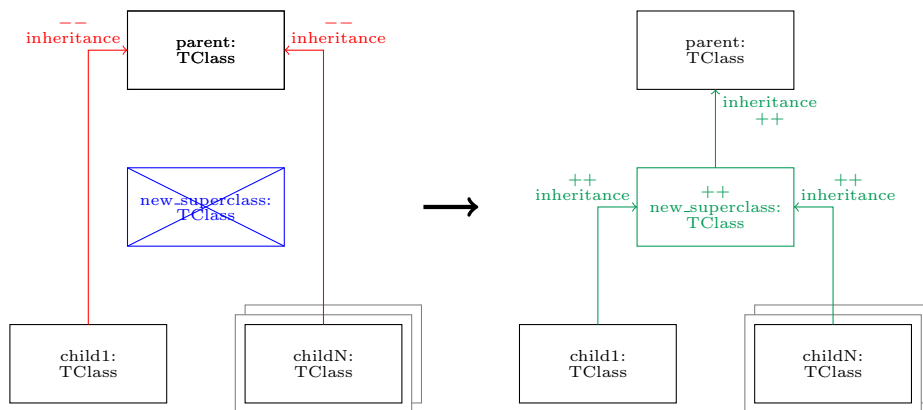 −−
inheritance
parent:
TClass
−−
inheritance
new_superclass:
TClass
child1:
TClass
childN:
TClass
parent:
TClass
inheritance
++
++
inheritance
++
new_superclass:
TClass
++
inheritance
child1:
TClass
childN:
TClass